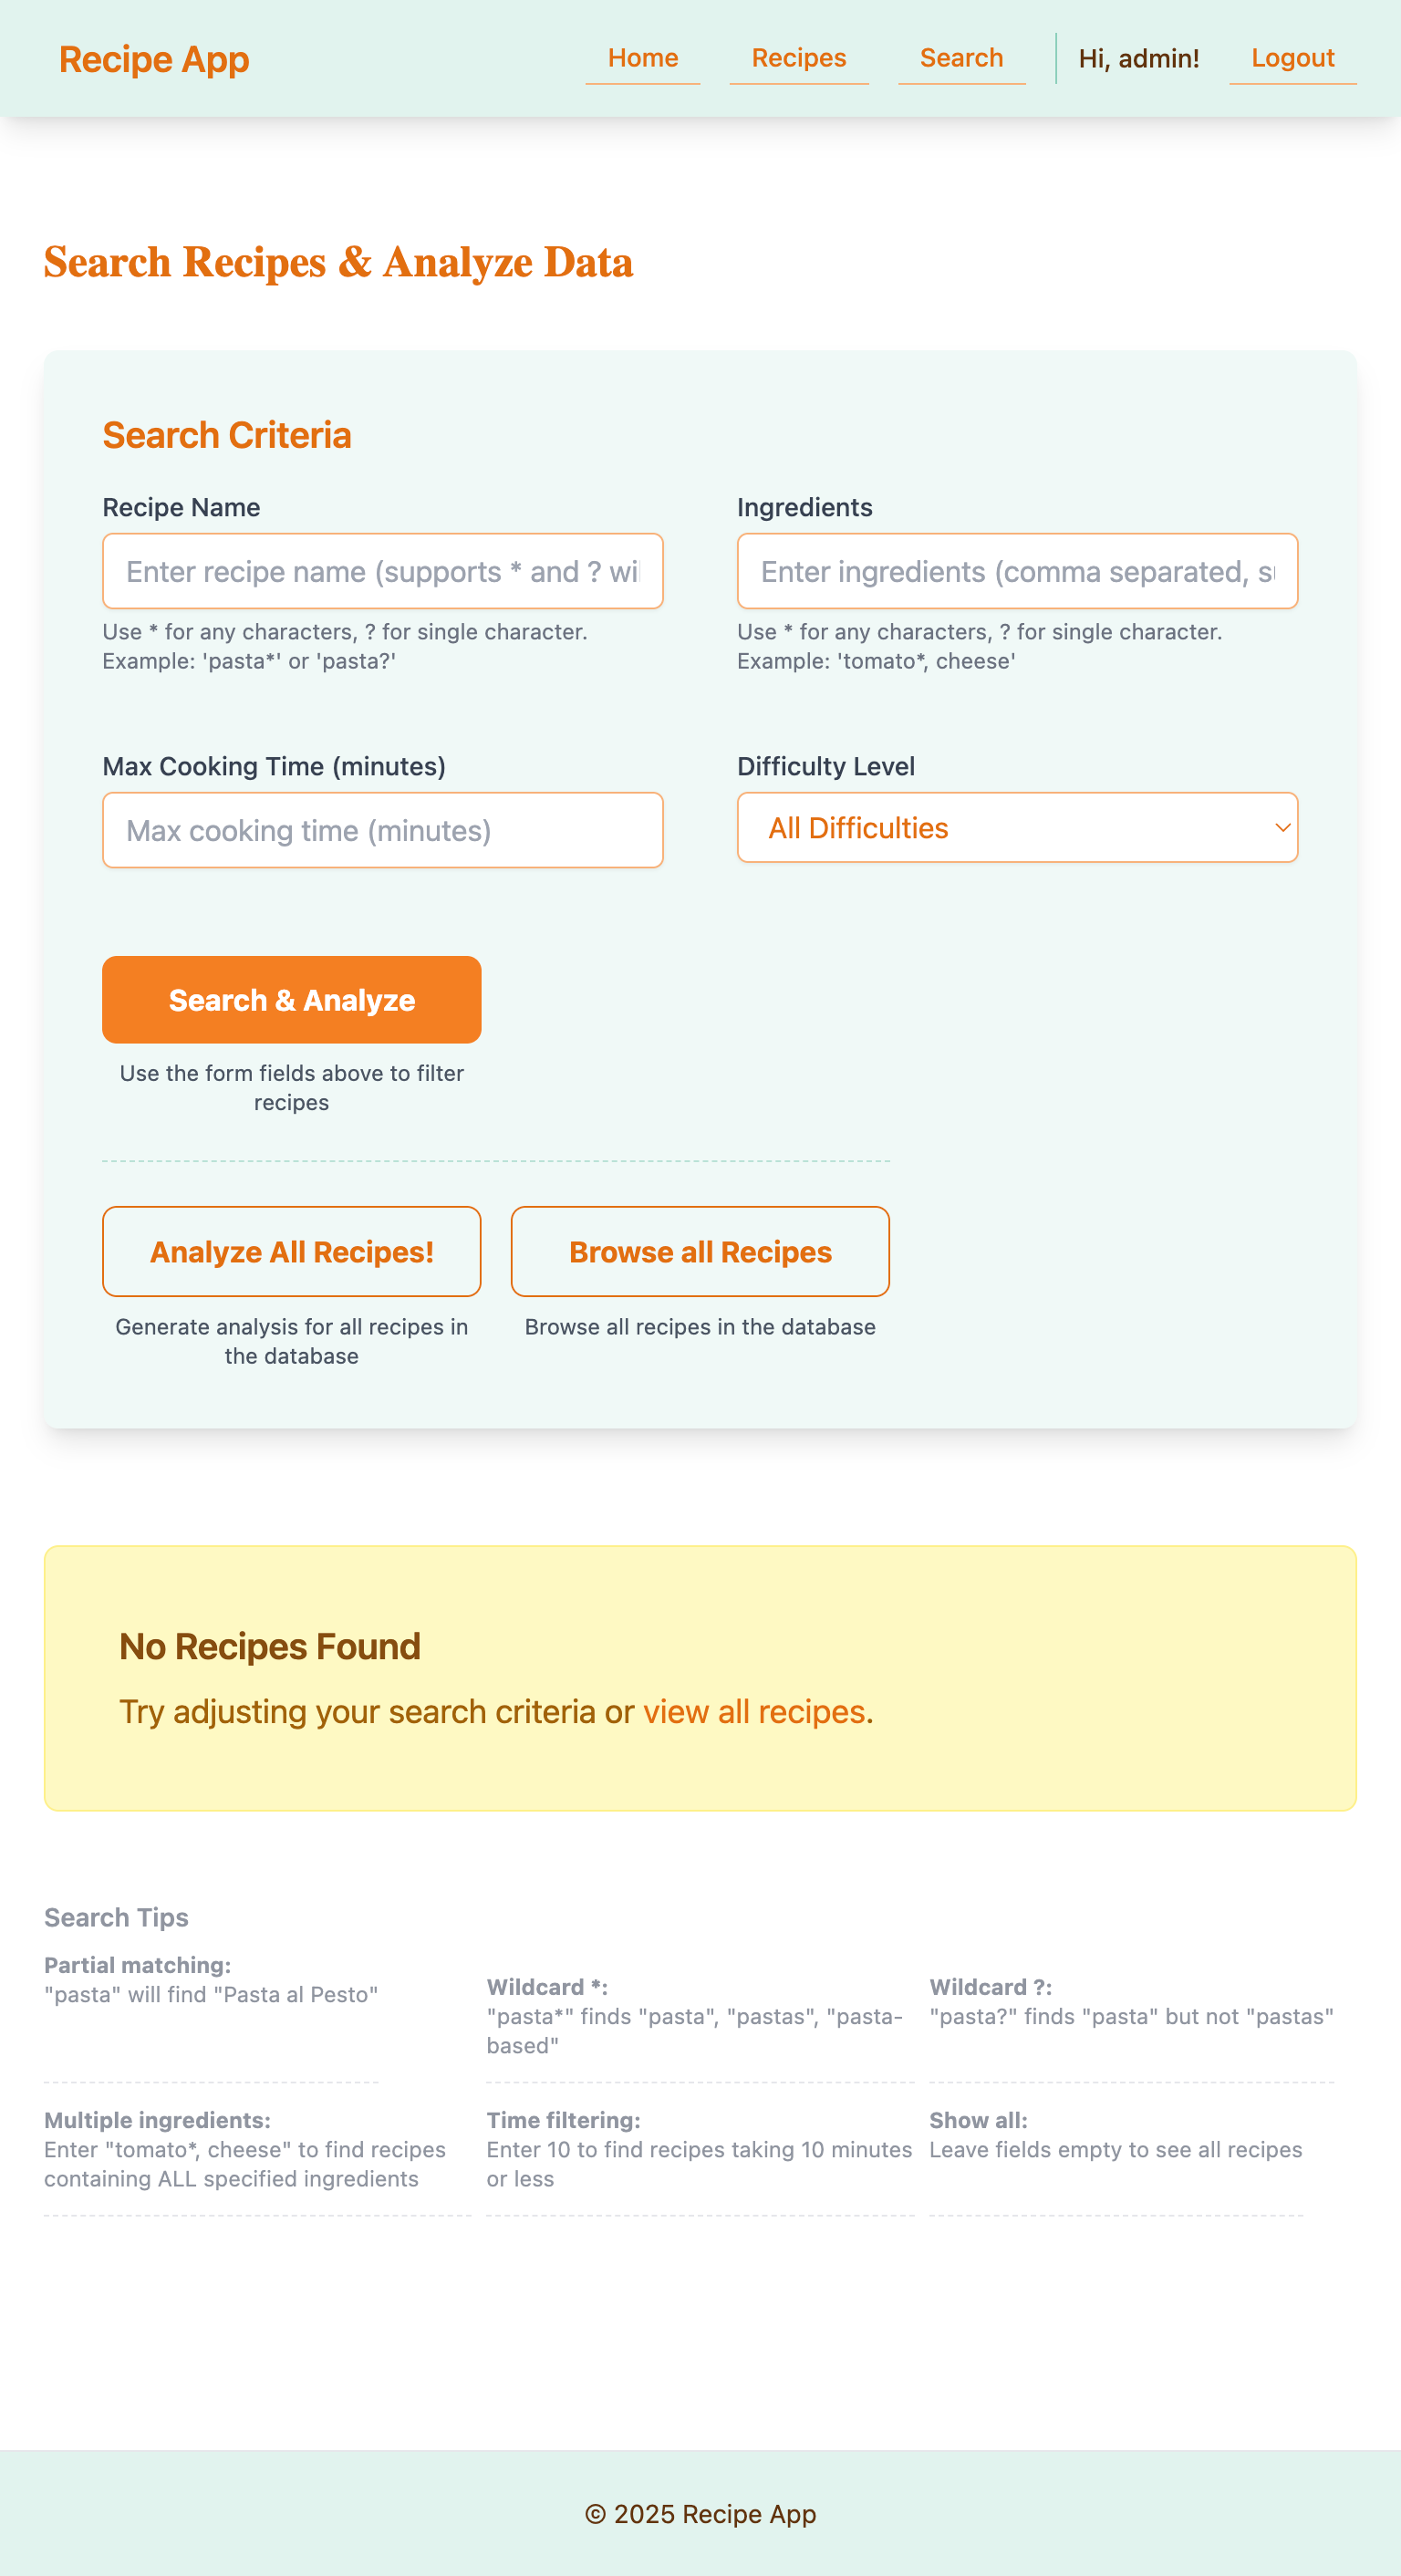 Recipe App
Home
Recipes
Search
Hi, admin!
Logout
Search Recipes & Analyze Data
Search Criteria
Recipe Name
Enter recipe name (supports * and ? wil
Use * for any characters, ? for single character.
Example: 'pasta*' or 'pasta?'
Ingredients
Enter ingredients (comma separated, su
Use * for any characters, ? for single character.
Example: 'tomato*, cheese'
Max Cooking Time (minutes)
Max cooking time (minutes)
Difficulty Level
All Difficulties
Search & Analyze
Use the form fields above to filter
recipes
Analyze All Recipes!
Generate analysis for all recipes in
the database
Browse all Recipes
Browse all recipes in the database
No Recipes Found
Try adjusting your search criteria or view all recipes.
Search Tips
Partial matching:
"pasta" will find "Pasta al Pesto"
Wildcard *:
"pasta*" finds "pasta", "pastas", "pasta-
based"
Wildcard ?:
"pasta?" finds "pasta" but not "pastas"
Multiple ingredients:
Enter "tomato*, cheese" to find recipes
containing ALL specified ingredients
Time filtering:
Enter 10 to find recipes taking 10 minutes
or less
Show all:
Leave fields empty to see all recipes
© 2025 Recipe App